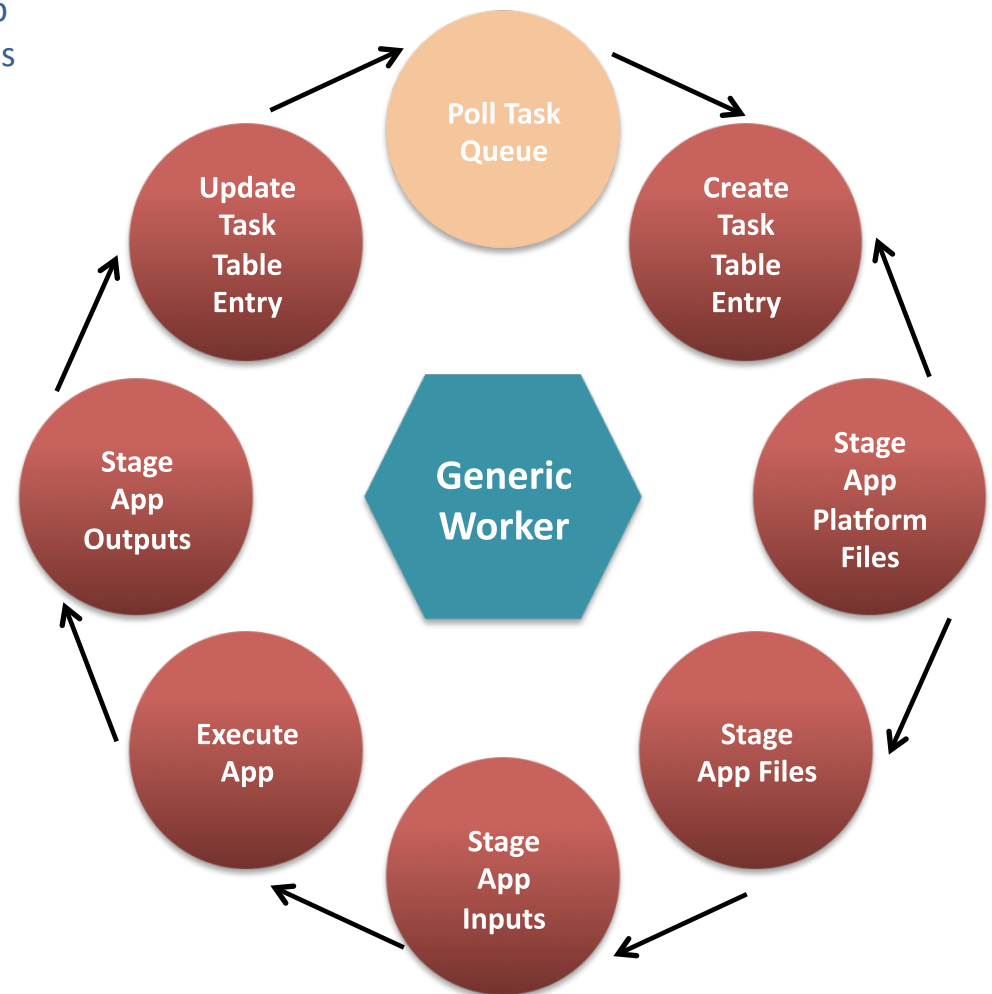 Poll Task
Queue
Create
Task
Table
Entry
Stage
App
Platform
Files
Stage
App Files
Stage
App
Inputs
Execute
App
Stage
App
Outputs
Update
Task
Table
Entry
Generic
Worker